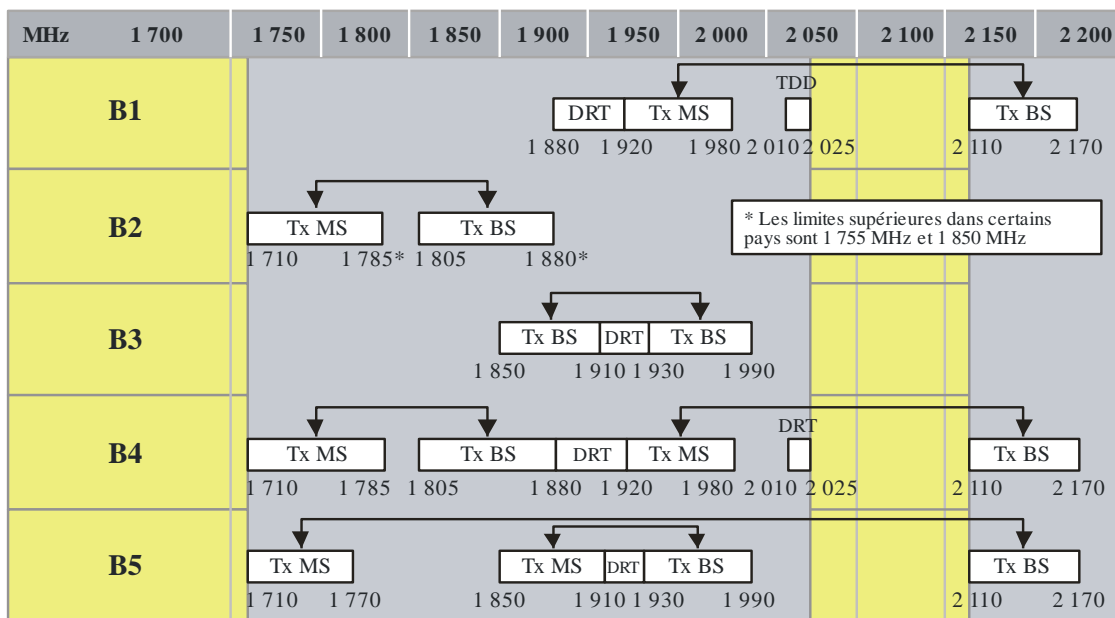 MHz 1 700 1 750 1 800 1 850 1 900 1 950 2 000 2 050 2 100 2 150 2 200
TDD
B1 DRT Tx MS Tx BS
1 880 1 920 1 980 2 010 2 025 2 110 2 170
B2 Tx MS Tx BS
1 710 1 785* 1 805 1 880*
* Les limites supérieures dans certains
pays sont 1 755 MHz et 1 850 MHz
B3 Tx BS DRT Tx BS
1 850 1 910 1 930 1 990
DRT
B4 Tx MS Tx BS DRT Tx MS Tx BS
1 710 1 785 1 805 1 880 1 920 1 980 2 010 2 025 2 110 2 170
B5 Tx MS Tx MS DRT Tx BS Tx BS
1 710 1 770 1 850 1 910 1 930 1 990 2 110 2 170